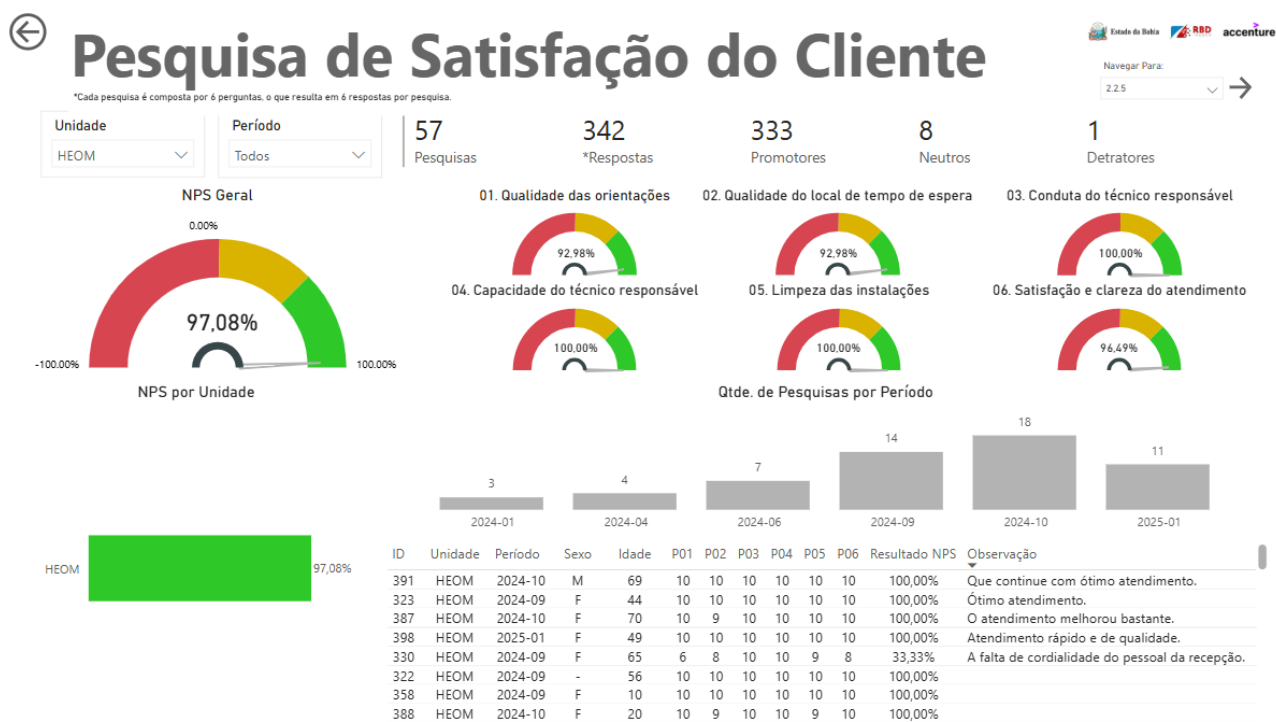 Pesquisa de Satisfação do Cliente
*Cada pesquisa é composta por 6 perguntas, o que resulta em 6 respostas por pesquisa.
Estado da Bahia
RBD
accenture
Navegar Para:
2.2.5
Unidade
HEOM
Período
Todos
57
Pesquisas
342
*Respostas
333
Promotores
8
Neutros
1
Detratores
NPS Geral
0.00%
97,08%
-100.00%
100.00%
01. Qualidade das orientações
92,98%
02. Qualidade do local de tempo de espera
92,98%
03. Conduta do técnico responsável
100,00%
04. Capacidade do técnico responsável
100,00%
05. Limpeza das instalações
100,00%
06. Satisfação e clareza do atendimento
96,49%
NPS por Unidade
HEOM
97,08%
Qtde. de Pesquisas por Período
3
4
7
14
18
11
2024-01
2024-04
2024-06
2024-09
2024-10
2025-01
ID Unidade Período Sexo Idade P01 P02 P03 P04 P05 P06 Resultado NPS Observação
391 HEOM 2024-10 M 69 10 10 10 10 10 10 100,00% Que continue com ótimo atendimento.
323 HEOM 2024-09 F 44 10 10 10 10 10 10 100,00% Ótimo atendimento.
387 HEOM 2024-10 F 70 10 9 10 10 10 10 100,00% O atendimento melhorou bastante.
398 HEOM 2025-01 F 49 10 10 10 10 10 10 100,00% Atendimento rápido e de qualidade.
330 HEOM 2024-09 F 65 6 8 10 10 9 8 33,33% A falta de cordialidade do pessoal da recepção.
322 HEOM 2024-09 - 56 10 10 10 10 10 10 100,00%
358 HEOM 2024-09 F 10 10 10 10 10 10 10 100,00%
388 HEOM 2024-10 F 20 10 9 10 10 9 10 100,00%